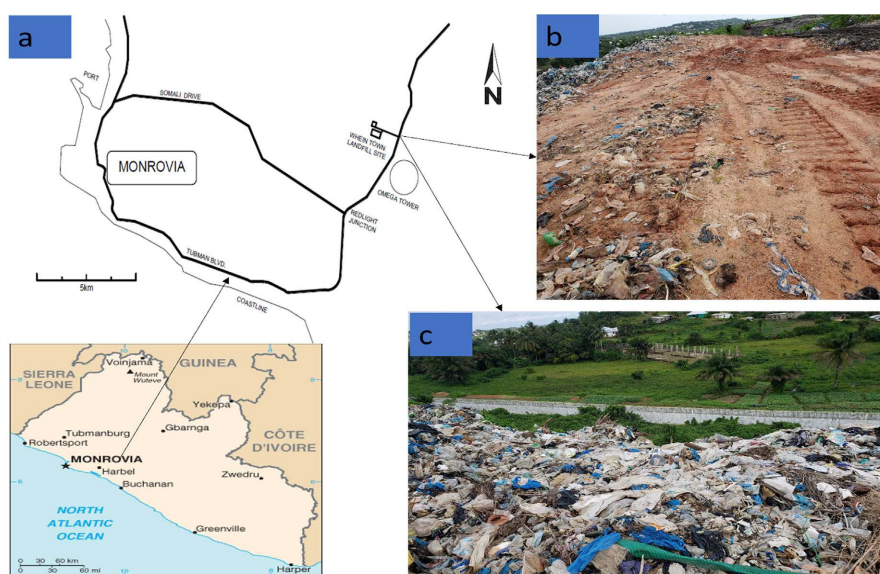 a
PORT
SOMALI DRIVE
N
WHEIN TOWN
LANDFILL SITE
MONROVIA
OMEGA TOWER
REDLIGHT
JUNCTION
TUBMAN BLVD.
5km
COASTLINE
Voinjama
GUINEA
SIERRA
LEONE
Mount
Wuteve
Yekepa
Gbarnga
CÔTE
D'IVOIRE
Tubmanburg
Robertsport
MONROVIA
Harbel
Zwedru
Buchanan
NORTH
ATLANTIC
OCEAN
Greenville
0 30 60 km
0 30 60 mi
Harper
b
c